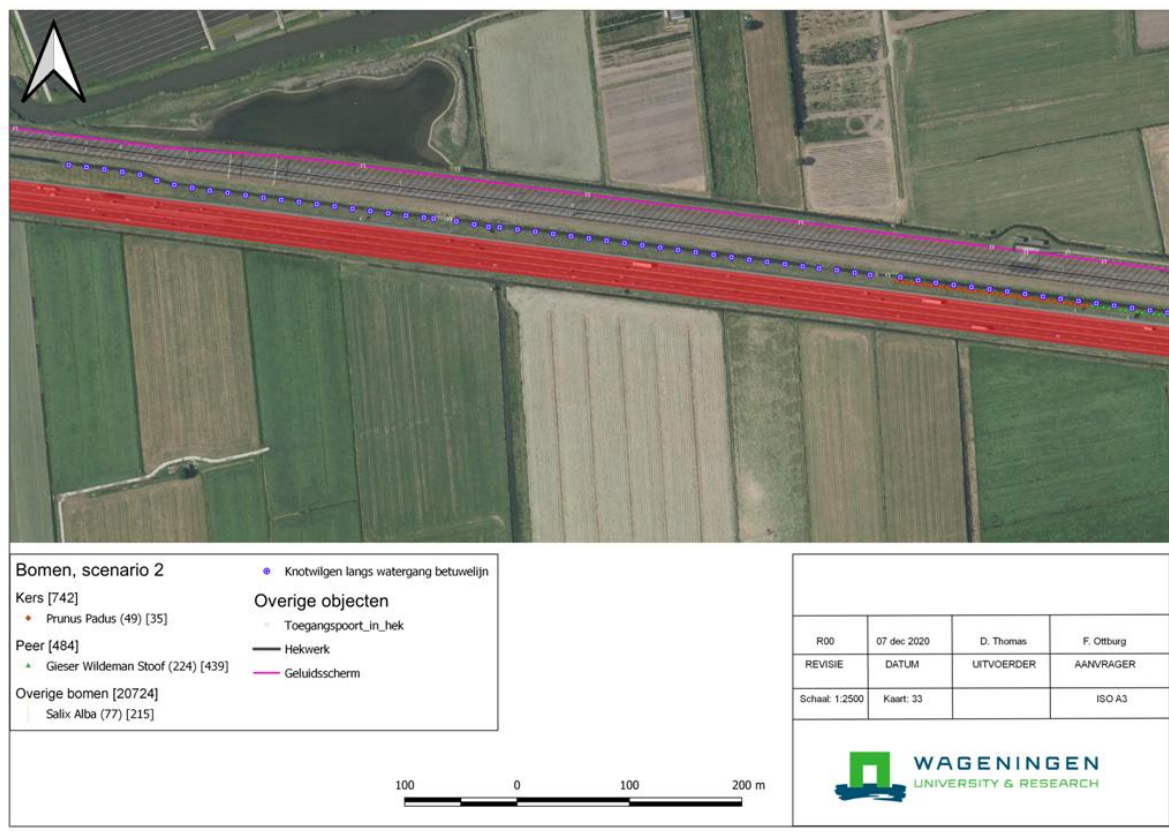 Bomen, scenario 2
Kers [742]
Prunus Padus (49) [35]
Peer [484]
Gieser Wildeman Stoof (224) [439]
Overige bomen [20724]
Salix Alba (77) [215]
Knotwilgen langs watergang betuwelijn
Overige objecten
Toegangspoort_in_hek
Hekwerk
Geluidsscherm
100 0 100 200 m
R00 07 dec 2020 D. Thomas F. Ottburg
REVISIE DATUM UITVOERDER AANVRAGER
Schaal: 1:2500 Kaart: 33 ISO A3
WAGENINGEN
UNIVERSITY & RESEARCH